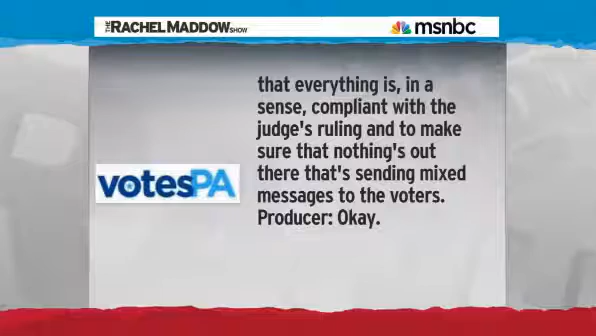 THE RACHEL MADDOW SHOW
msnbc
that everything is, in a
sense, compliant with the
judge's ruling and to make
sure that nothing's out
there that's sending mixed
messages to the voters.
Producer: Okay.
votesPA